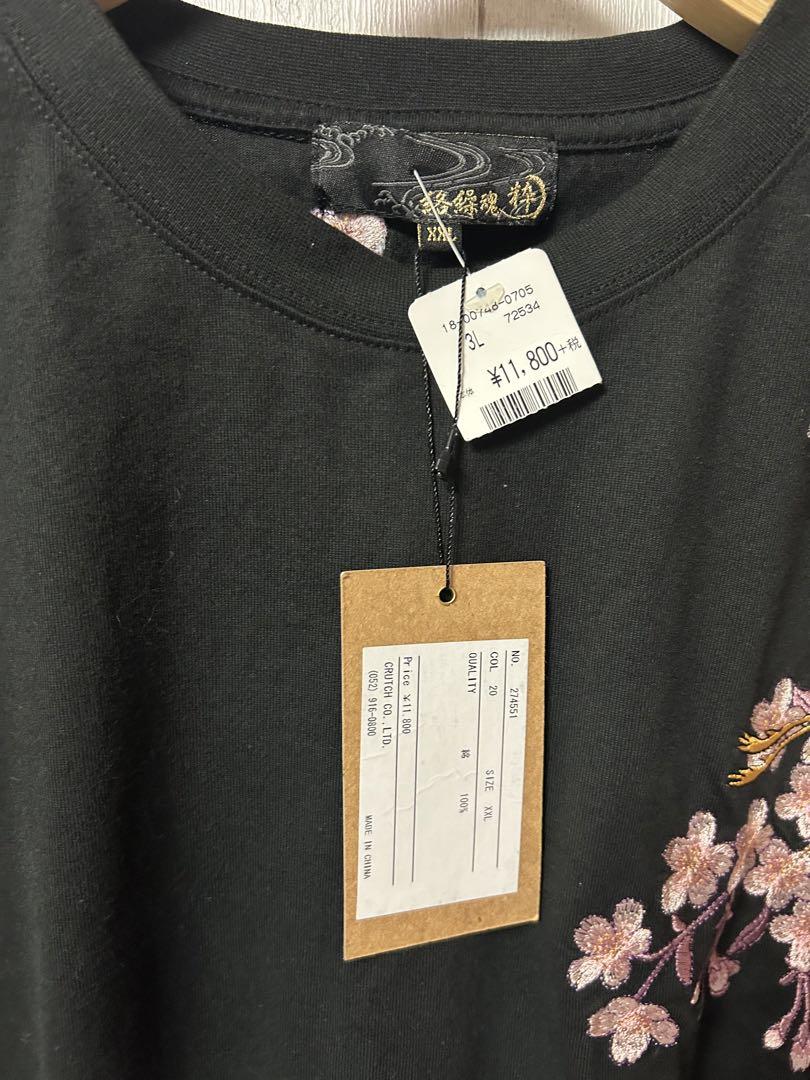 絡繰魂 粋
XXL
18-00748-0705
72534
3L
¥11,800+税
NO. 274551
COL 20 SIZE XXL
QUALITY 綿 100%
Price ¥11,800
CRUTCH CO.,LTD.
(052) 916-0800
MADE IN CHINA